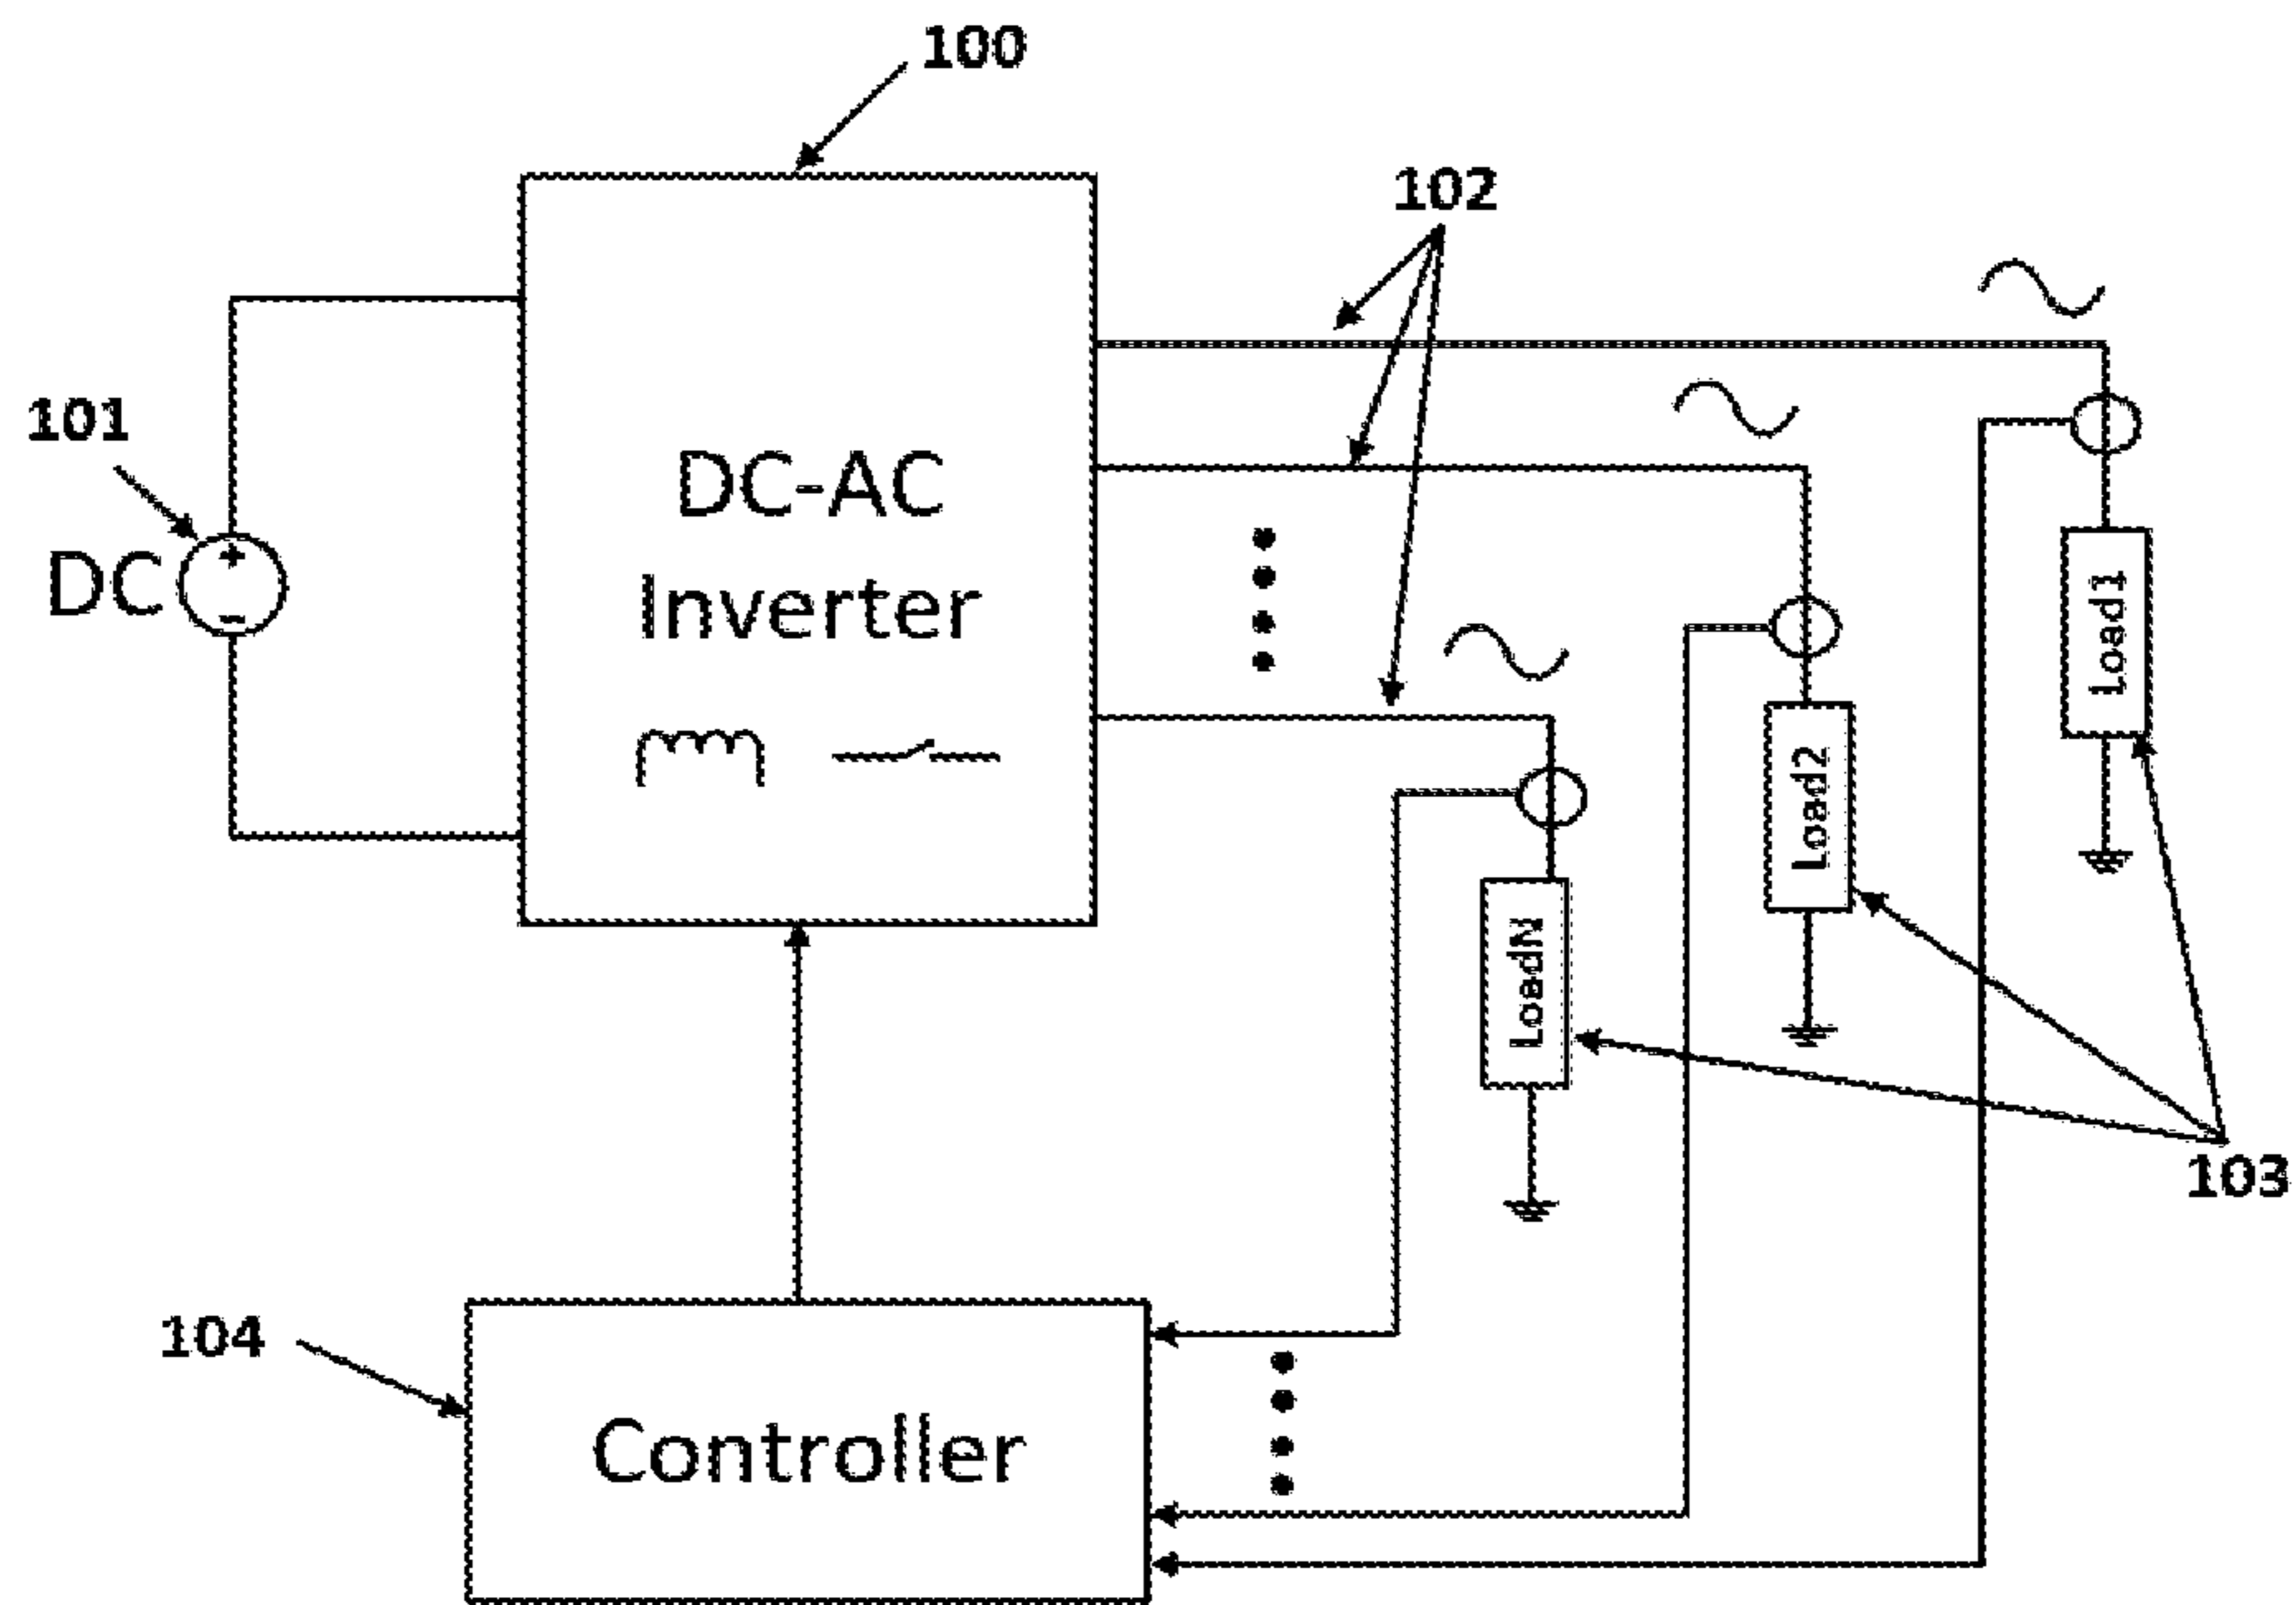 100
102
101
DC
+
-
DC-AC
Inverter
Load1
Load2
LoadN
103
104
Controller